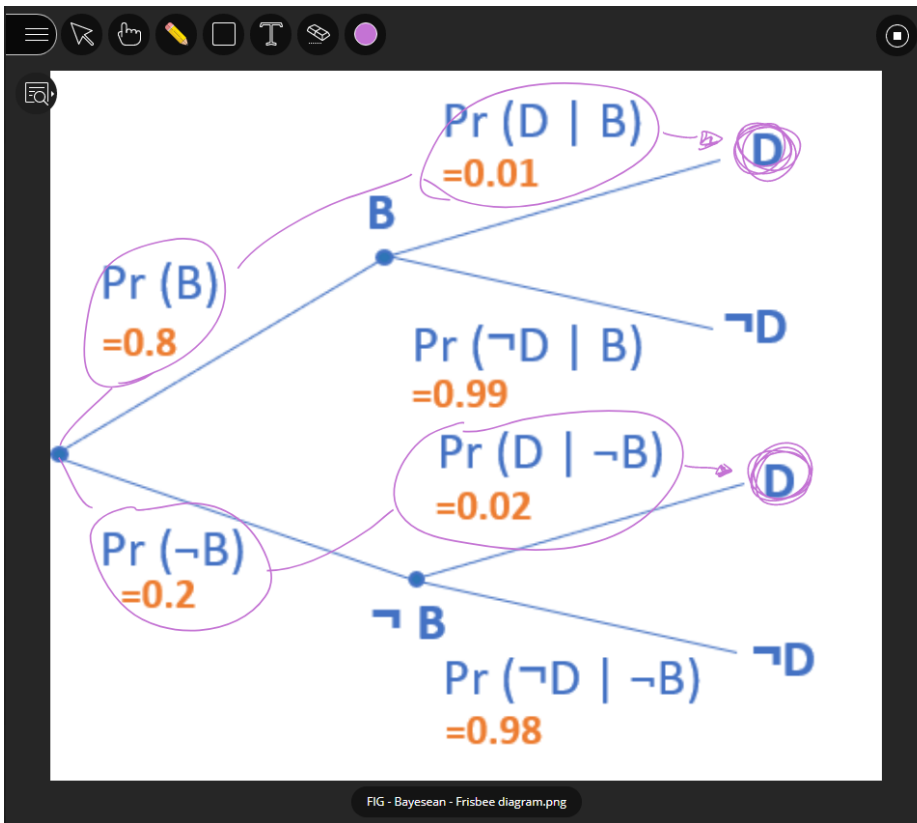 T
Pr (D | B)
=0.01
D
B
Pr (B)
=0.8
¬D
Pr (¬D | B)
=0.99
Pr (D | ¬B)
=0.02
D
Pr (¬B)
=0.2
¬ B
¬D
Pr (¬D | ¬B)
=0.98
FIG - Bayesean - Frisbee diagram.png